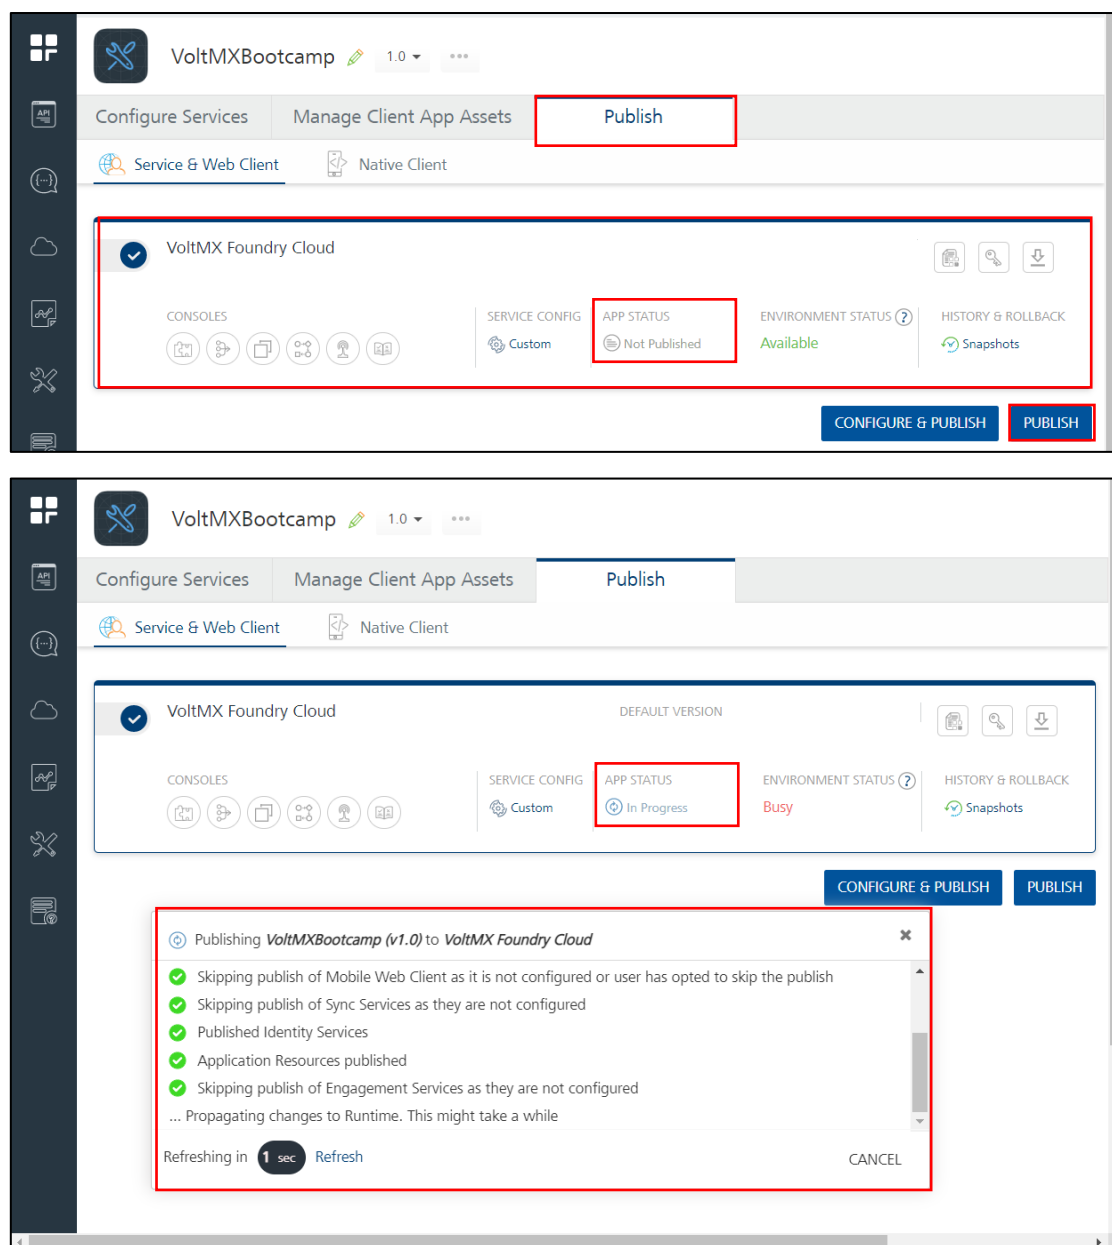 VoltMXBootcamp 1.0
Configure Services Manage Client App Assets Publish
Service & Web Client Native Client
VoltMX Foundry Cloud
CONSOLES SERVICE CONFIG APP STATUS ENVIRONMENT STATUS ? HISTORY & ROLLBACK
Custom Not Published Available Snapshots
CONFIGURE & PUBLISH PUBLISH
API
VoltMXBootcamp 1.0
Configure Services Manage Client App Assets Publish
Service & Web Client Native Client
VoltMX Foundry Cloud DEFAULT VERSION
CONSOLES SERVICE CONFIG APP STATUS ENVIRONMENT STATUS ? HISTORY & ROLLBACK
Custom In Progress Busy Snapshots
CONFIGURE & PUBLISH PUBLISH
API
Publishing VoltMXBootcamp (v1.0) to VoltMX Foundry Cloud
Skipping publish of Mobile Web Client as it is not configured or user has opted to skip the publish
Skipping publish of Sync Services as they are not configured
Published Identity Services
Application Resources published
Skipping publish of Engagement Services as they are not configured
... Propagating changes to Runtime. This might take a while
Refreshing in 1 sec Refresh CANCEL